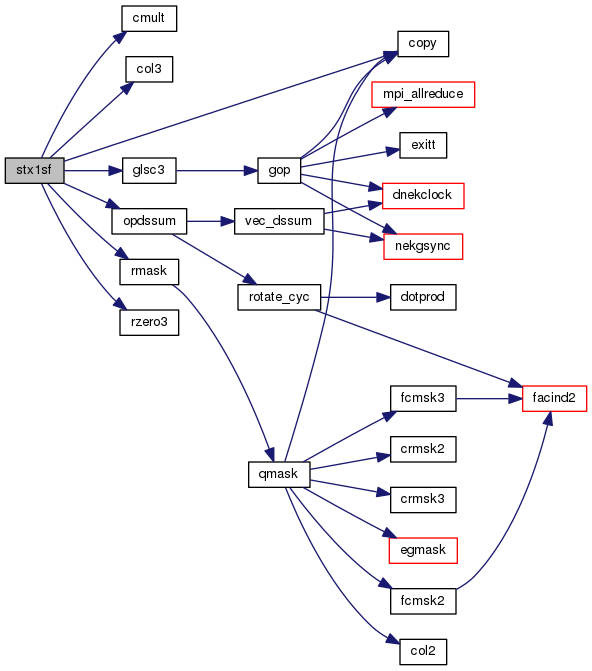 cmult
copy
col3
mpi_allreduce
exitt
stx1sf
glsc3
gop
dnekclock
opdssum
vec_dssum
nekgsync
rmask
rotate_cyc
dotprod
rzero3
fcmsk3
facind2
crmsk2
qmask
crmsk3
egmask
fcmsk2
col2